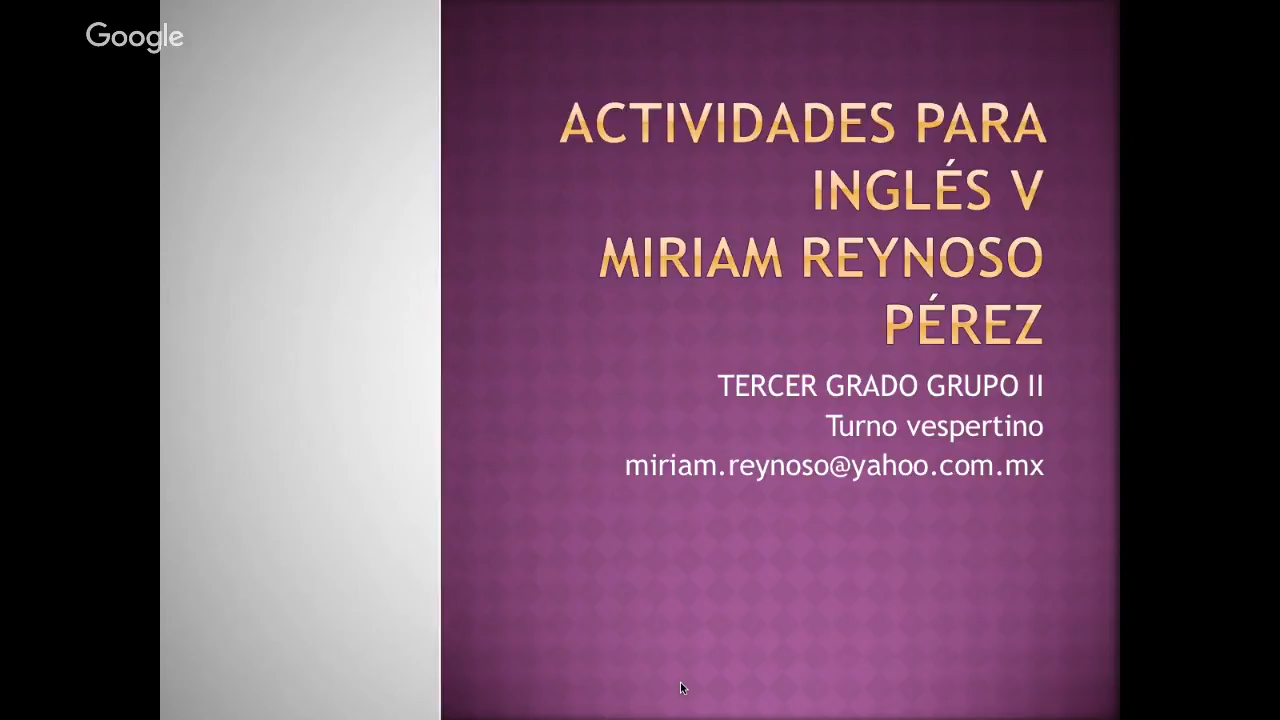 Google
ACTIVIDADES PARA
INGLÉS V
MIRIAM REYNOSO
PÉREZ
TERCER GRADO GRUPO II
Turno vespertino
miriam.reynoso@yahoo.com.mx